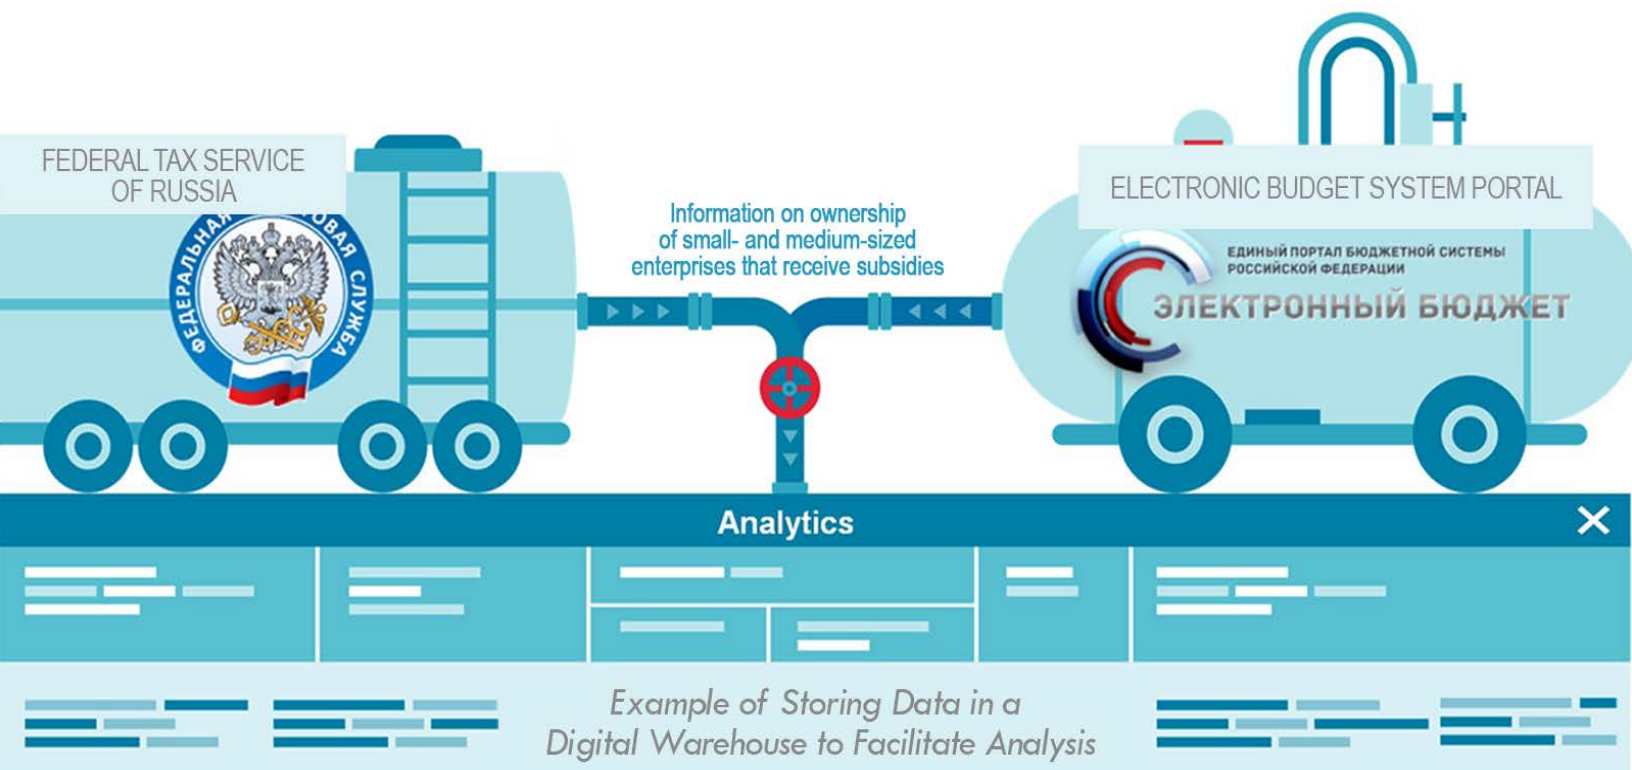 FEDERAL TAX SERVICE
OF RUSSIA
ФЕДЕРАЛЬНАЯ
СЛУЖБА
Information on ownership
of small- and medium-sized
enterprises that receive subsidies
ELECTRONIC BUDGET SYSTEM PORTAL
ЕДИНЫЙ ПОРТАЛ БЮДЖЕТНОЙ СИСТЕМЫ
РОССИЙСКОЙ ФЕДЕРАЦИИ
ЭЛЕКТРОННЫЙ БЮДЖЕТ
Analytics
Example of Storing Data in a
Digital Warehouse to Facilitate Analysis